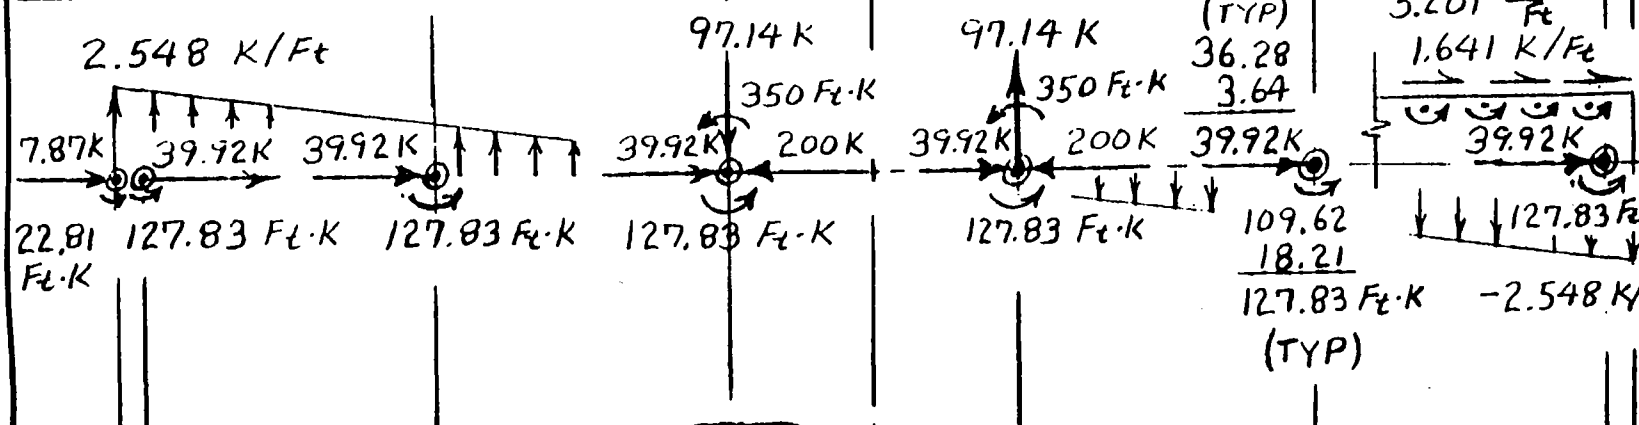 (TYP)
2.548 K/Ft
97.14 K
97.14 K
36.28
1.641 K/Ft
350 Ft·K
350 Ft·K
3.64
7.87K
39.92K
39.92K
39.92K
200K
39.92K
200K
39.92K
39.92K
22.81
Ft·K
127.83 Ft·K
127.83 Ft·K
127.83 Ft·K
127.83 Ft·K
109.62
18.21
127.83 Ft·K
(TYP)
127.83 F
-2.548 K/